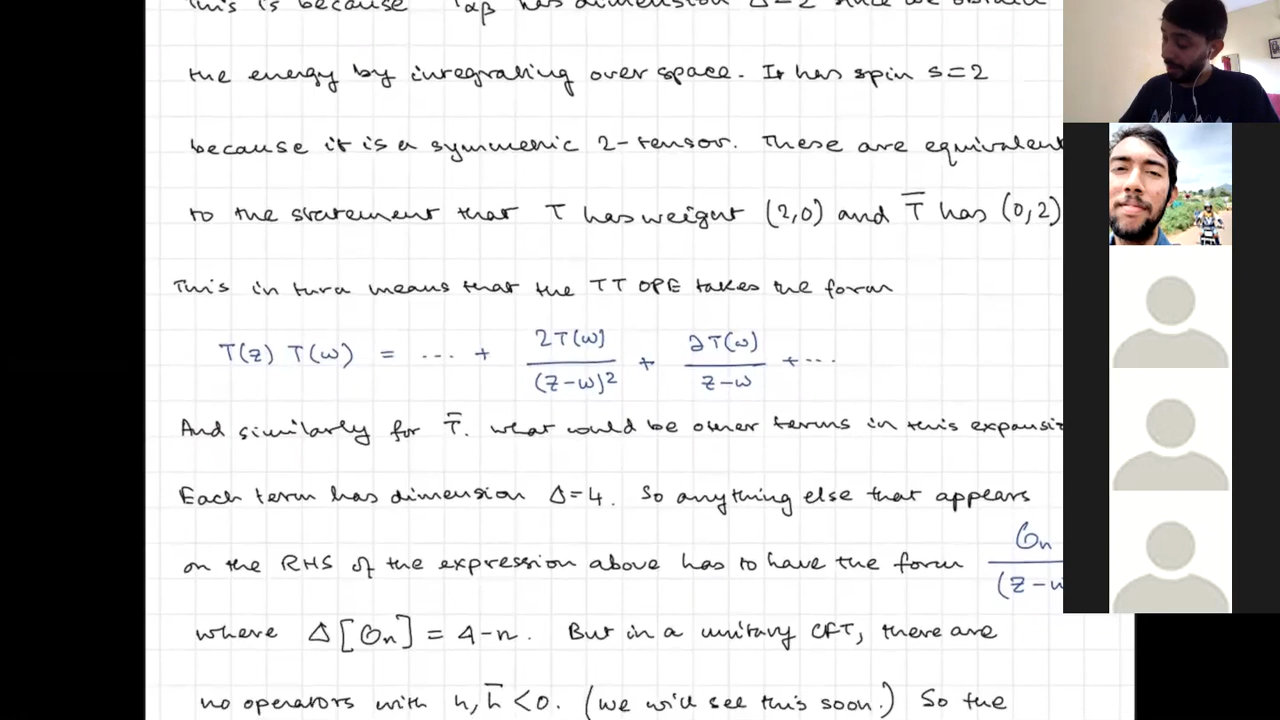 This is because T_αβ has dimension Δ=2 since we obtain
the energy by integrating over space. It has spin s=2
because it is a symmetric 2-tensor. These are equivalent
to the statement that T has weight (2,0) and T̄ has (0,2)
This in turn means that the TT OPE takes the form
T(z) T(w) = ... + 2T(w)/(z-w)² + ∂T(w)/z-w + ...
And similarly for T̄. What could be other terms in this expansi
Each term has dimension Δ=4. So anything else that appears
on the RHS of the expression above has to have the form O_n/(z-w
where Δ[O_n] = 4-n. But in a unitary CFT, there are
no operators with h, h̄ < 0. (we will see this soon.) So the